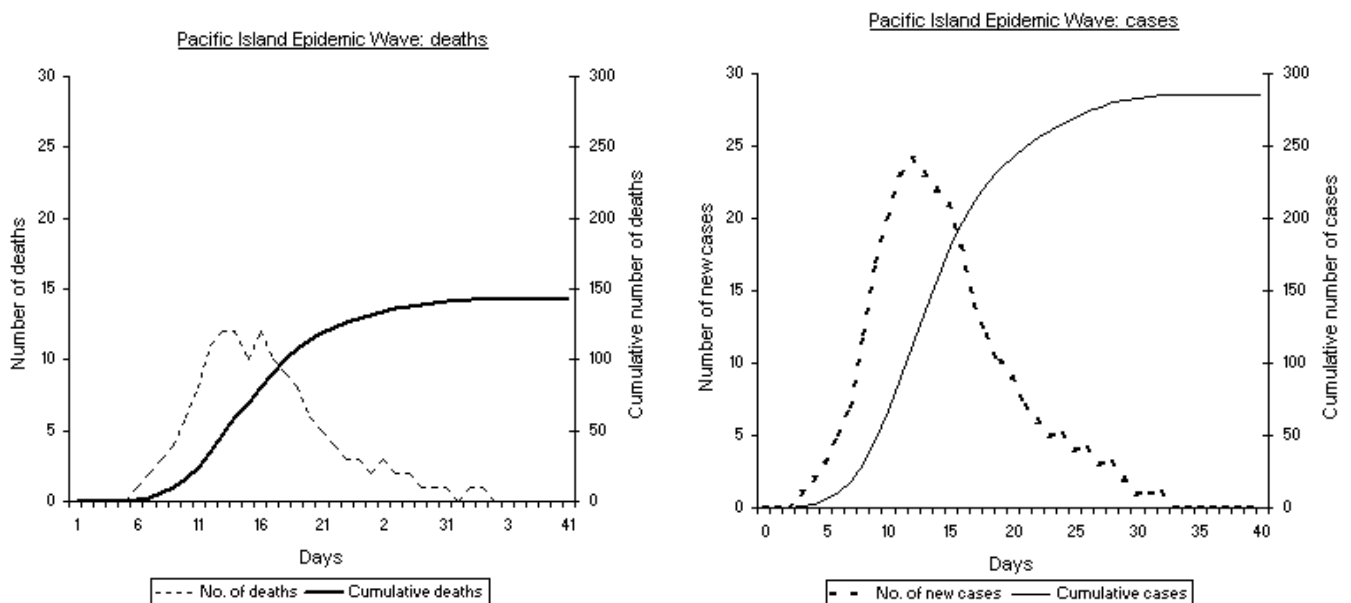 Pacific Island Epidemic Wave: deaths
30
25
20
15
10
5
0
Number of deaths
300
250
200
150
100
50
0
Cumulative number of deaths
1 6 11 16 21 2 31 3 41
Days
No. of deaths Cumulative deaths
Pacific Island Epidemic Wave: cases
30
25
20
15
10
5
0
Number of new cases
300
250
200
150
100
50
0
Cumulative number of cases
0 5 10 15 20 25 30 35 40
Days
No. of new cases Cumulative cases